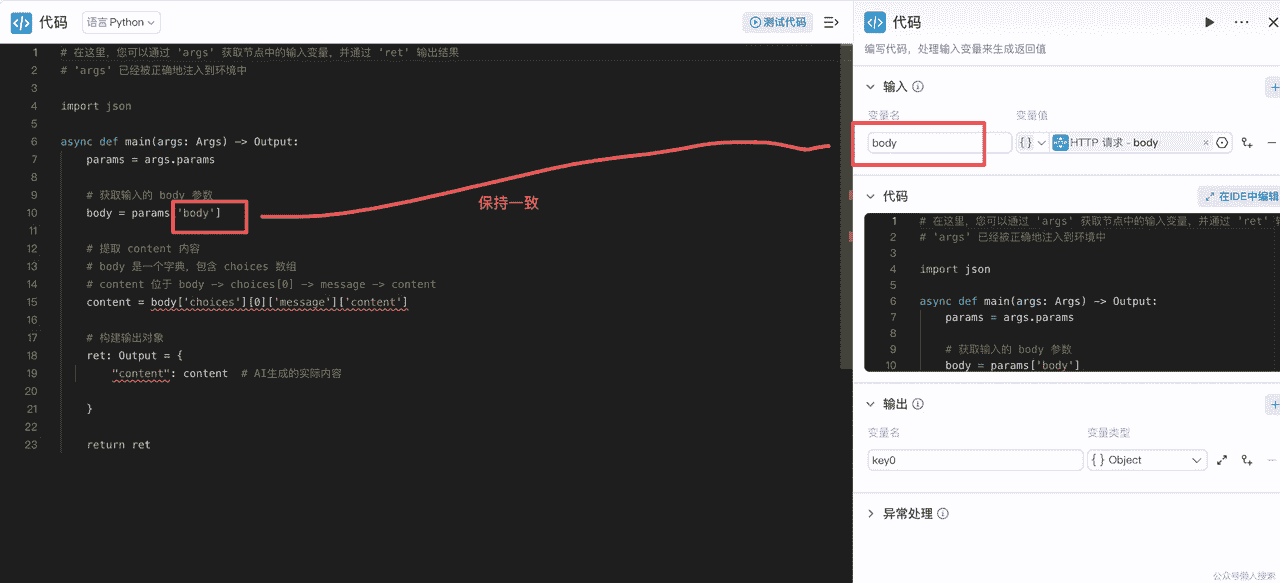 代码
语言 Python
测试代码
1 # 在这里，您可以通过 'args' 获取节点中的输入变量，并通过 'ret' 输出结果
2 # 'args' 已经被正确地注入到环境中
3
4 import json
5
6 async def main(args: Args) -> Output:
7 params = args.params
8
9 # 获取输入的 body 参数
10 body = params['body']
11
12 # 提取 content 内容
13 # body 是一个字典，包含 choices 数组
14 # content 位于 body -> choices[0] -> message -> content
15 content = body['choices'][0]['message']['content']
16
17 # 构建输出对象
18 ret: Output = {
19 "content": content # AI生成的实际内容
20
21 }
22
23 return ret
保持一致
代码
编写代码，处理输入变量来生成返回值
输入
变量名 变量值
body {} HTTP 请求 - body
代码 在IDE中编辑
1 # 在这里，您可以通过 'args' 获取节点中的输入变量，并通过 'ret'
2 # 'args' 已经被正确地注入到环境中
3
4 import json
5
6 async def main(args: Args) -> Output:
7 params = args.params
8
9 # 获取输入的 body 参数
10 body = params['body']
输出
变量名 变量类型
key0 { } Object
异常处理
公众号懒人搜索